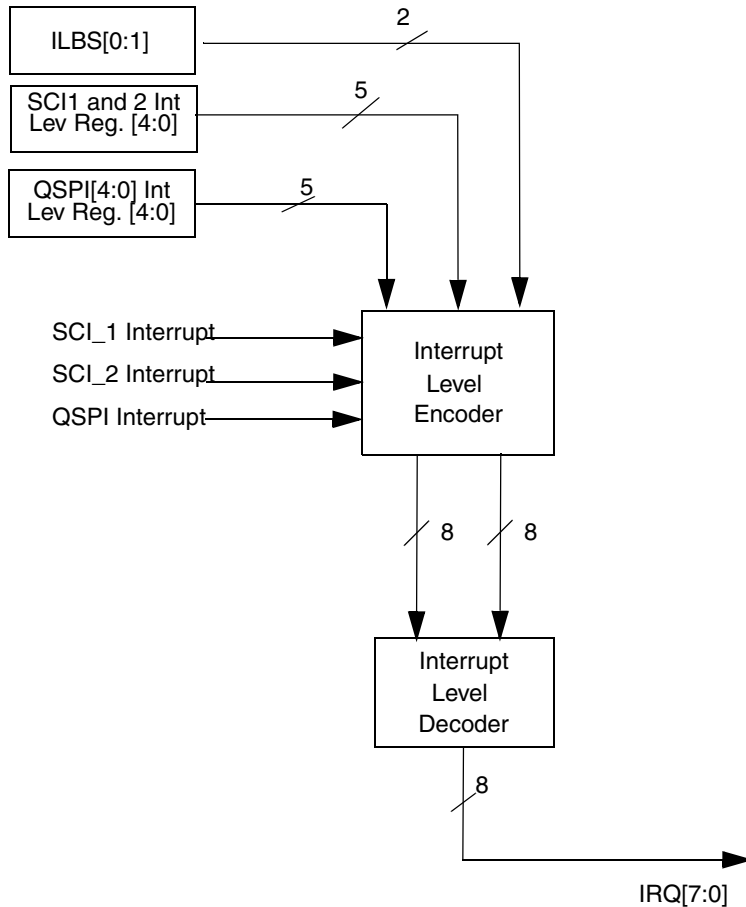 2
ILBS[0:1]
5
SCI1 and 2 Int
Lev Reg. [4:0]
5
QSPI[4:0] Int
Lev Reg. [4:0]
SCI_1 Interrupt
SCI_2 Interrupt
QSPI Interrupt
Interrupt
Level
Encoder
8
8
Interrupt
Level
Decoder
8
IRQ[7:0]